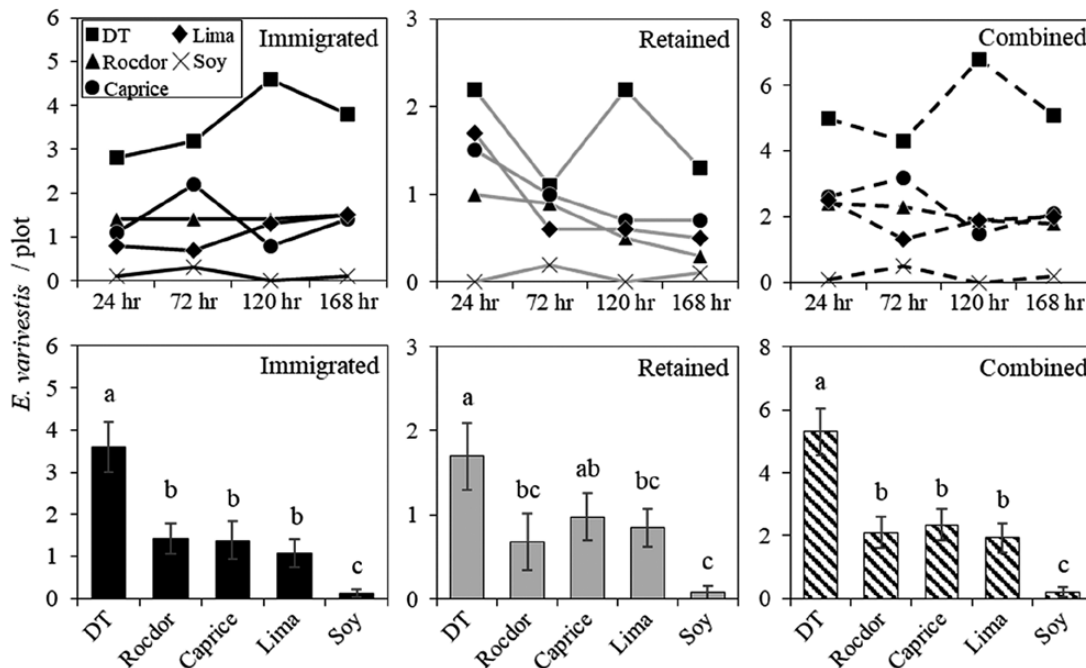 E. varivestis / plot
6
5
4
3
2
1
0
DT
Lima
Rocdor
Soy
Caprice
Immigrated
24 hr 72 hr 120 hr 168 hr
3
2
1
0
Retained
24 hr 72 hr 120 hr 168 hr
8
6
4
2
0
Combined
24 hr 72 hr 120 hr 168 hr
6
5
4
3
2
1
0
Immigrated
a
b
b
b
c
DT
Rocdor
Caprice
Lima
Soy
3
2
1
0
Retained
a
bc
ab
bc
c
DT
Rocdor
Caprice
Lima
Soy
8
6
4
2
0
Combined
a
b
b
b
c
DT
Rocdor
Caprice
Lima
Soy